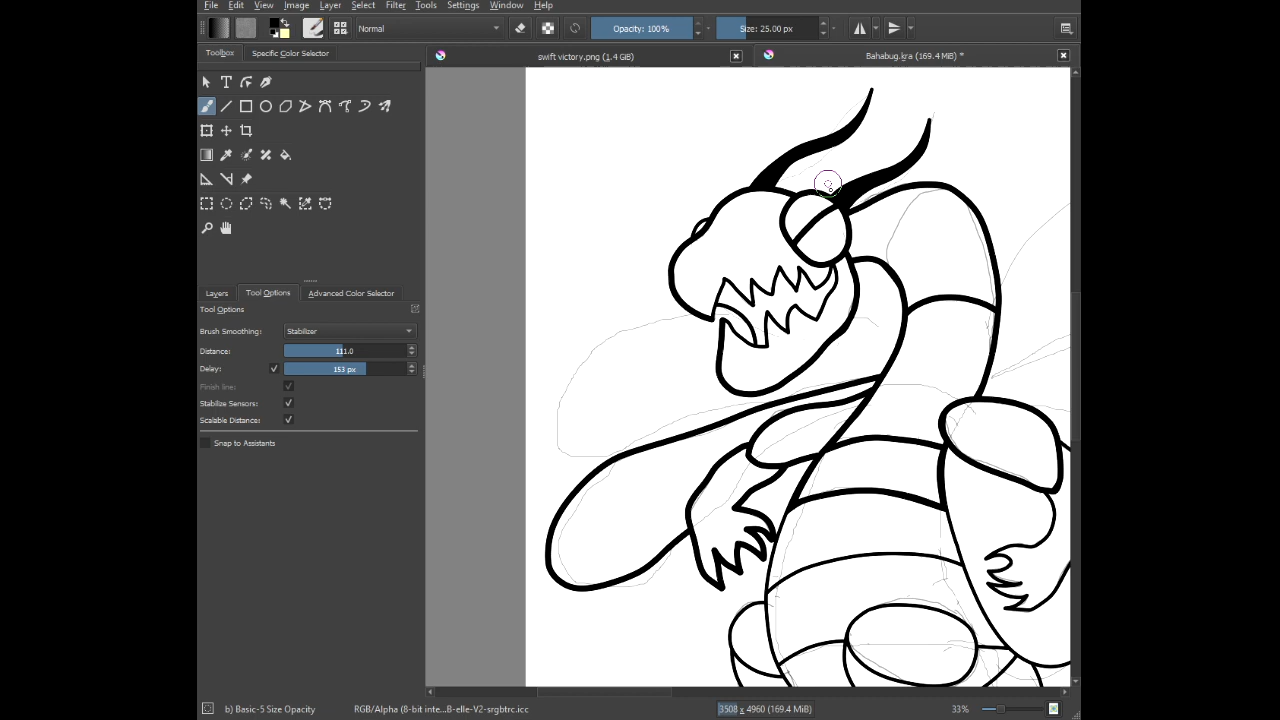 File Edit View Image Layer Select Filter Tools Settings Window Help
Normal Opacity: 100% Size: 25.00 px
Toolbox Specific Color Selector swift victory.png (1.4 GiB) Bahabug.kra (169.4 MiB) *
T
Layers Tool Options Advanced Color Selector
Tool Options
Brush Smoothing: Stabilizer
Distance: 111.0
Delay: 153 px
Finish line:
Stabilize Sensors:
Scalable Distance:
Snap to Assistants
b) Basic-5 Size Opacity RGB/Alpha (8-bit inte...B-elle-V2-srgbtrc.icc 3508 x 4960 (169.4 MiB) 33%